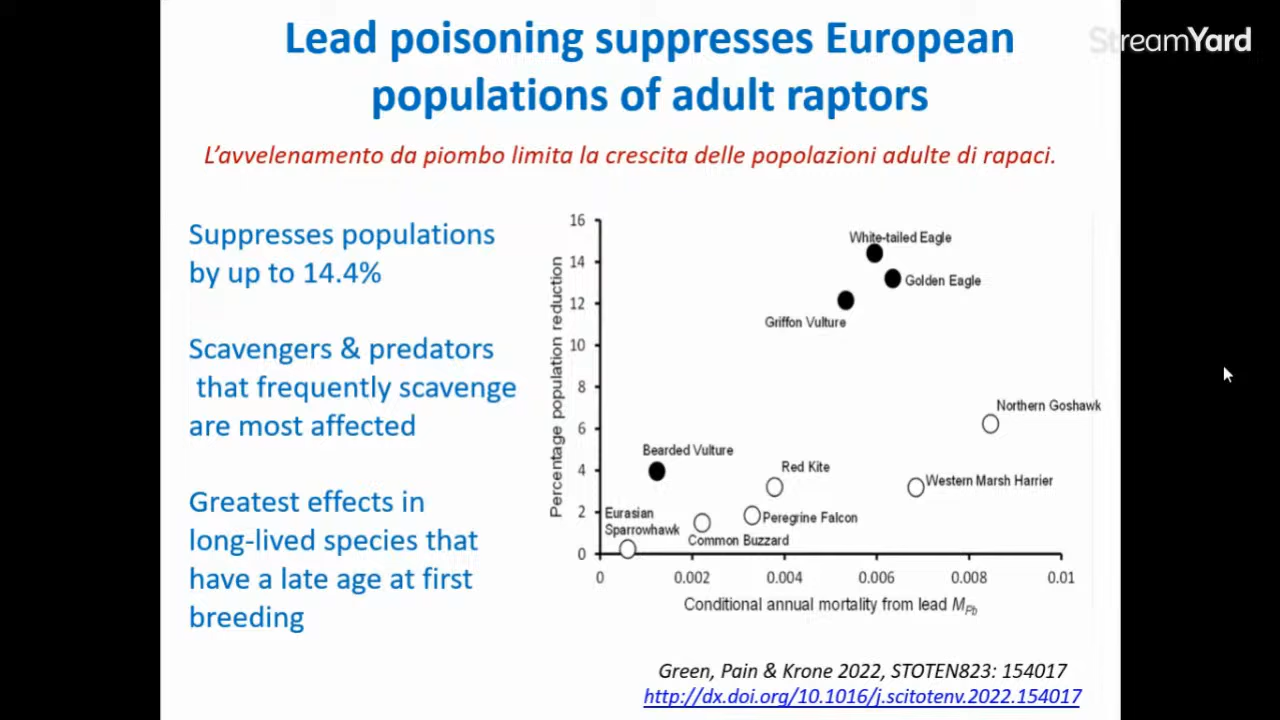 Lead poisoning suppresses European
populations of adult raptors
StreamYard
L'avvelenamento da piombo limita la crescita delle popolazioni adulte di rapaci.
Suppresses populations
by up to 14.4%
Scavengers & predators
that frequently scavenge
are most affected
Greatest effects in
long-lived species that
have a late age at first
breeding
Percentage population reduction
16
14
12
10
8
6
4
2
0
White-tailed Eagle
Golden Eagle
Griffon Vulture
Northern Goshawk
Bearded Vulture
Red Kite
Western Marsh Harrier
Eurasian
Sparrowhawk
Peregrine Falcon
Common Buzzard
0 0.002 0.004 0.006 0.008 0.01
Conditional annual mortality from lead MPb
Green, Pain & Krone 2022, STOTEN823: 154017
http://dx.doi.org/10.1016/j.scitotenv.2022.154017